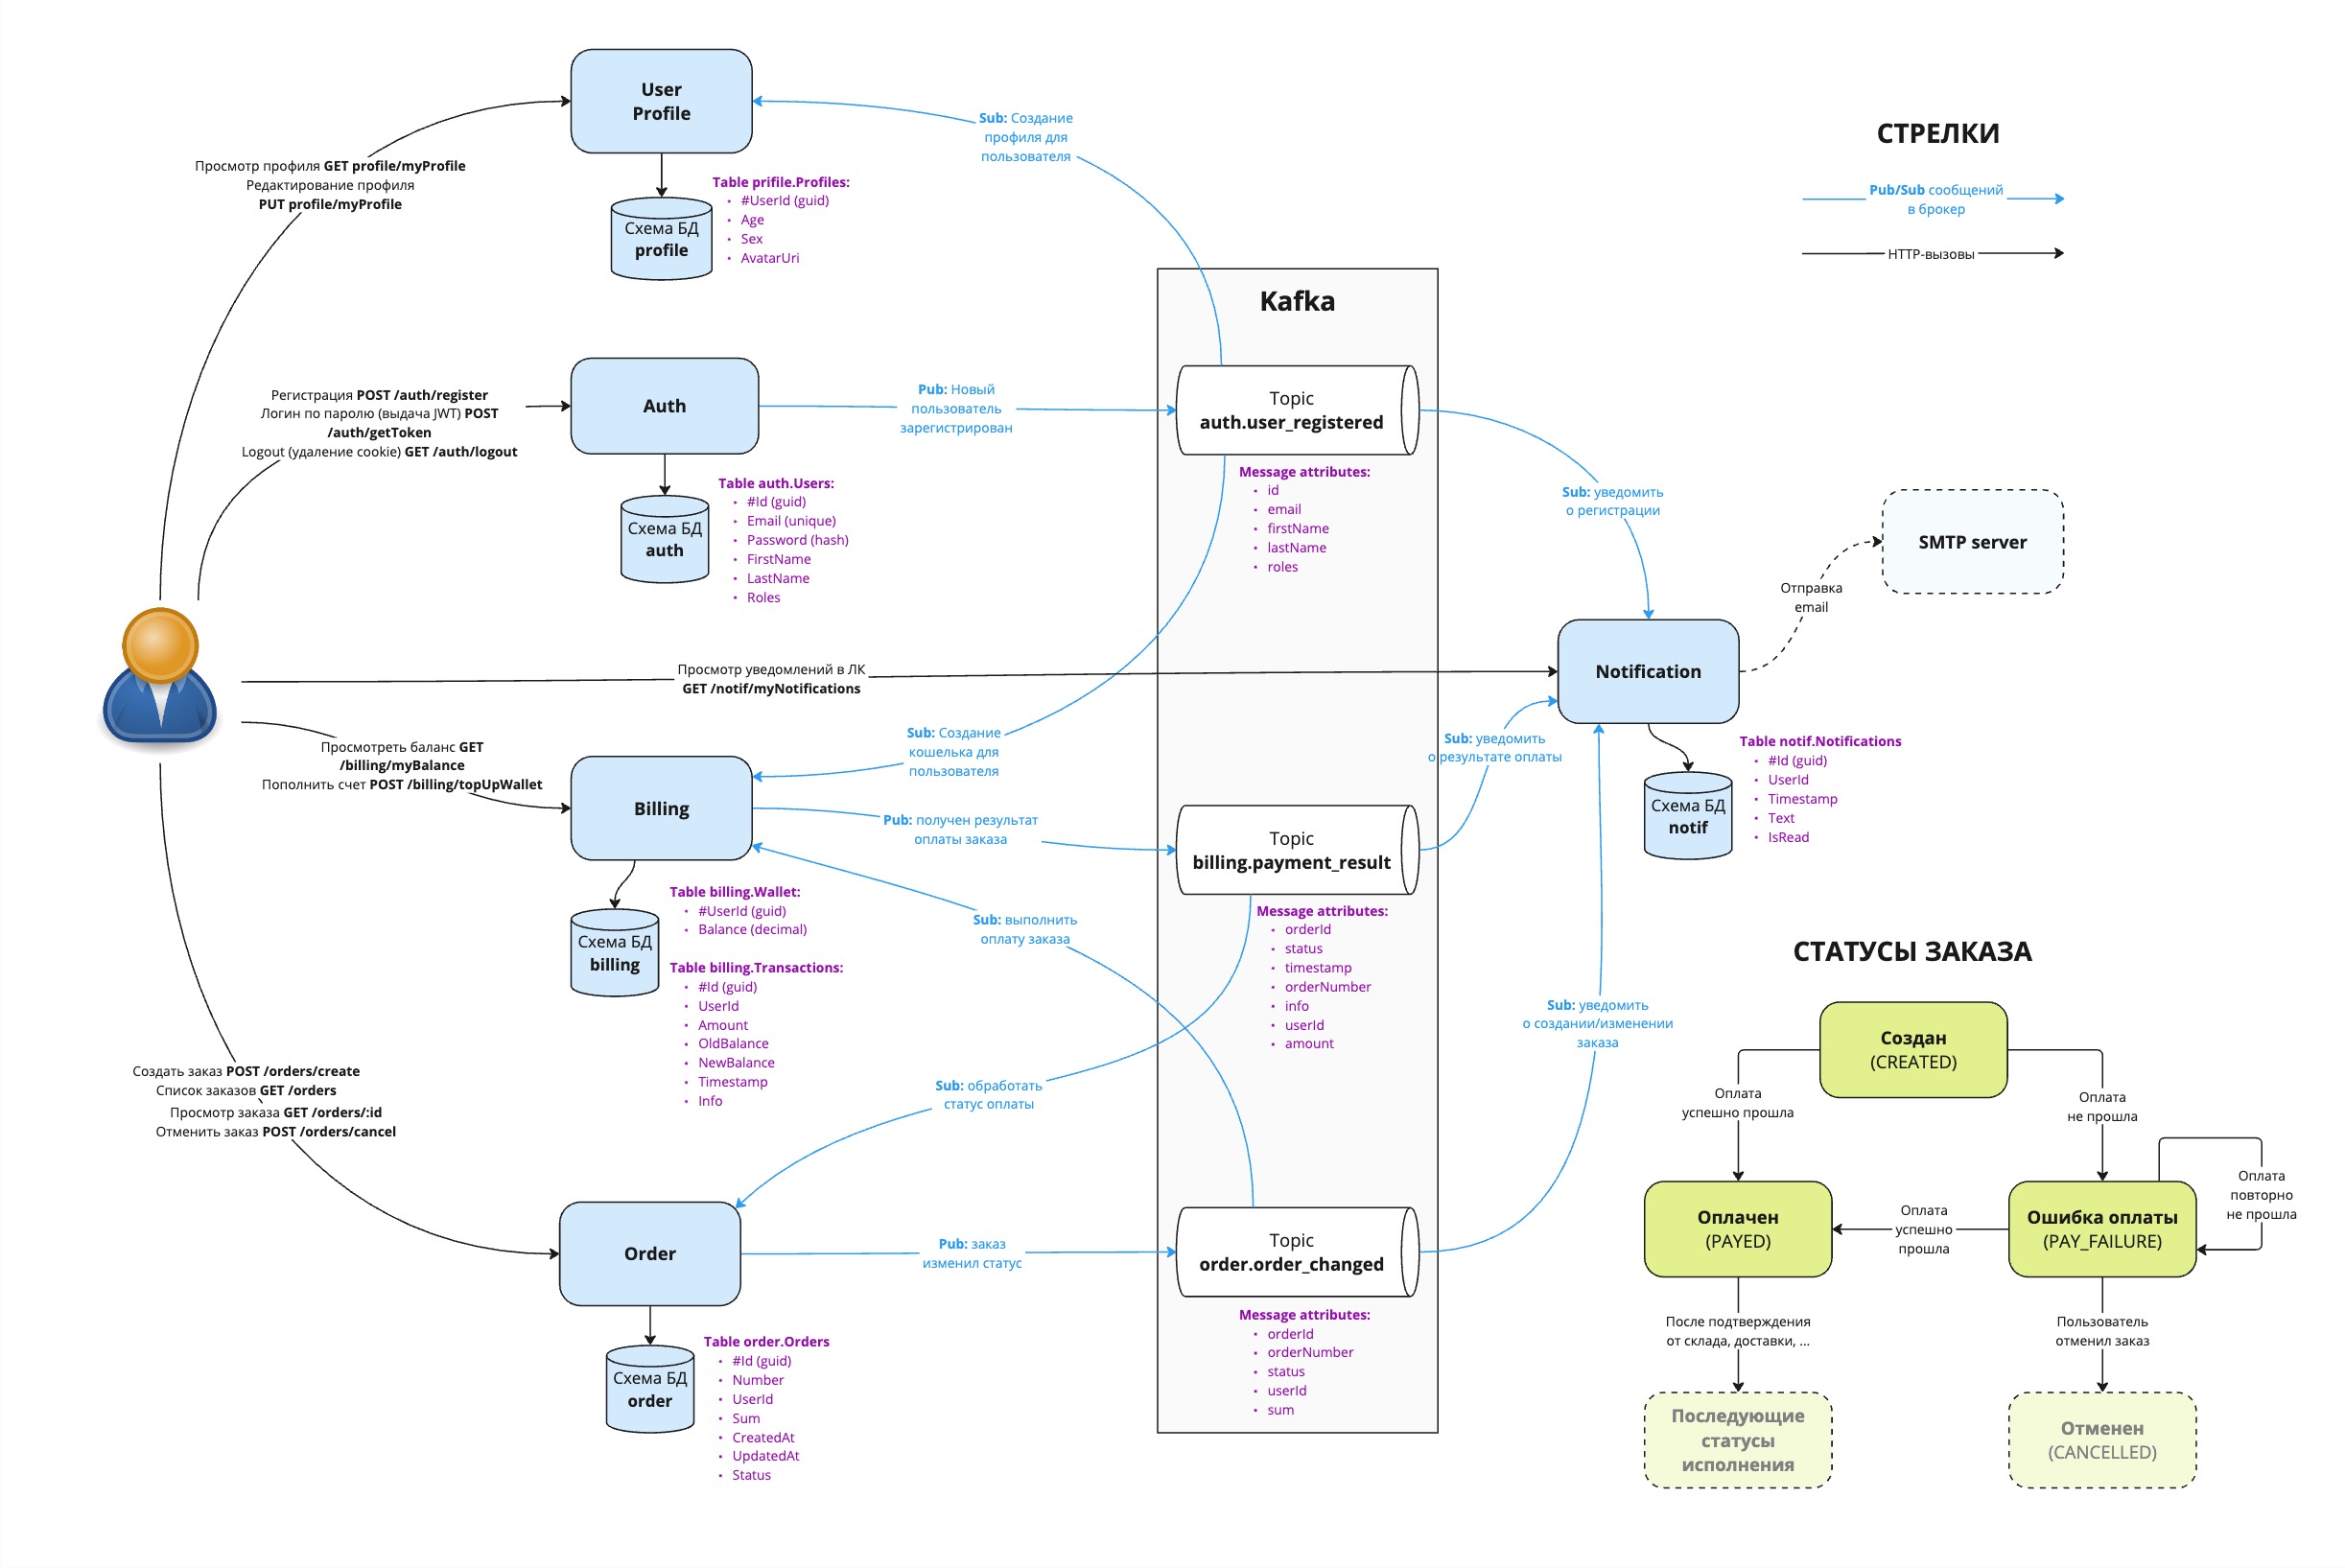 User
Profile
Sub: Создание
профиля для
пользователя
СТРЕЛКИ
Просмотр профиля GET profile/myProfile
Редактирование профиля
PUT profile/myProfile
Table prifile.Profiles:
#UserId (guid)
Age
Sex
AvatarUri
Схема БД
profile
Pub/Sub сообщений
в брокер
HTTP-вызовы
Kafka
Регистрация POST /auth/register
Логин по паролю (выдача JWT) POST
/auth/getToken
Logout (удаление cookie) GET /auth/logout
Auth
Pub: Новый
пользователь
зарегистрирован
Topic
auth.user_registered
Message attributes:
id
email
firstName
lastName
roles
Table auth.Users:
#Id (guid)
Email (unique)
Password (hash)
FirstName
LastName
Roles
Схема БД
auth
Sub: уведомить
о регистрации
SMTP server
Отправка
email
Notification
Просмотр уведомлений в ЛК
GET /notif/myNotifications
Sub: Создание
кошелька для
пользователя
Sub: уведомить
о результате оплаты
Table notif.Notifications
#Id (guid)
UserId
Timestamp
Text
IsRead
Схема БД
notif
Просмотреть баланс GET
/billing/myBalance
Пополнить счет POST /billing/topUpWallet
Billing
Pub: получен результат
оплаты заказа
Topic
billing.payment_result
Message attributes:
orderId
status
timestamp
orderNumber
info
userId
amount
Table billing.Wallet:
#UserId (guid)
Balance (decimal)
Table billing.Transactions:
#Id (guid)
UserId
Amount
OldBalance
NewBalance
Timestamp
Info
Схема БД
billing
Sub: выполнить
оплату заказа
Sub: обработать
статус оплаты
Sub: уведомить
о создании/изменении
заказа
Создать заказ POST /orders/create
Список заказов GET /orders
Просмотр заказа GET /orders/:id
Отменить заказ POST /orders/cancel
Order
Pub: заказ
изменил статус
Topic
order.order_changed
Message attributes:
orderId
orderNumber
status
userId
sum
Table order.Orders
#Id (guid)
Number
UserId
Sum
CreatedAt
UpdatedAt
Status
Схема БД
order
СТАТУСЫ ЗАКАЗА
Создан
(CREATED)
Оплата
успешно прошла
Оплата
не прошла
Оплата
повторно
не прошла
Оплачен
(PAYED)
Оплата
успешно
прошла
Ошибка оплаты
(PAY_FAILURE)
После подтверждения
от склада, доставки, ...
Пользователь
отменил заказ
Последующие
статусы
исполнения
Отменен
(CANCELLED)